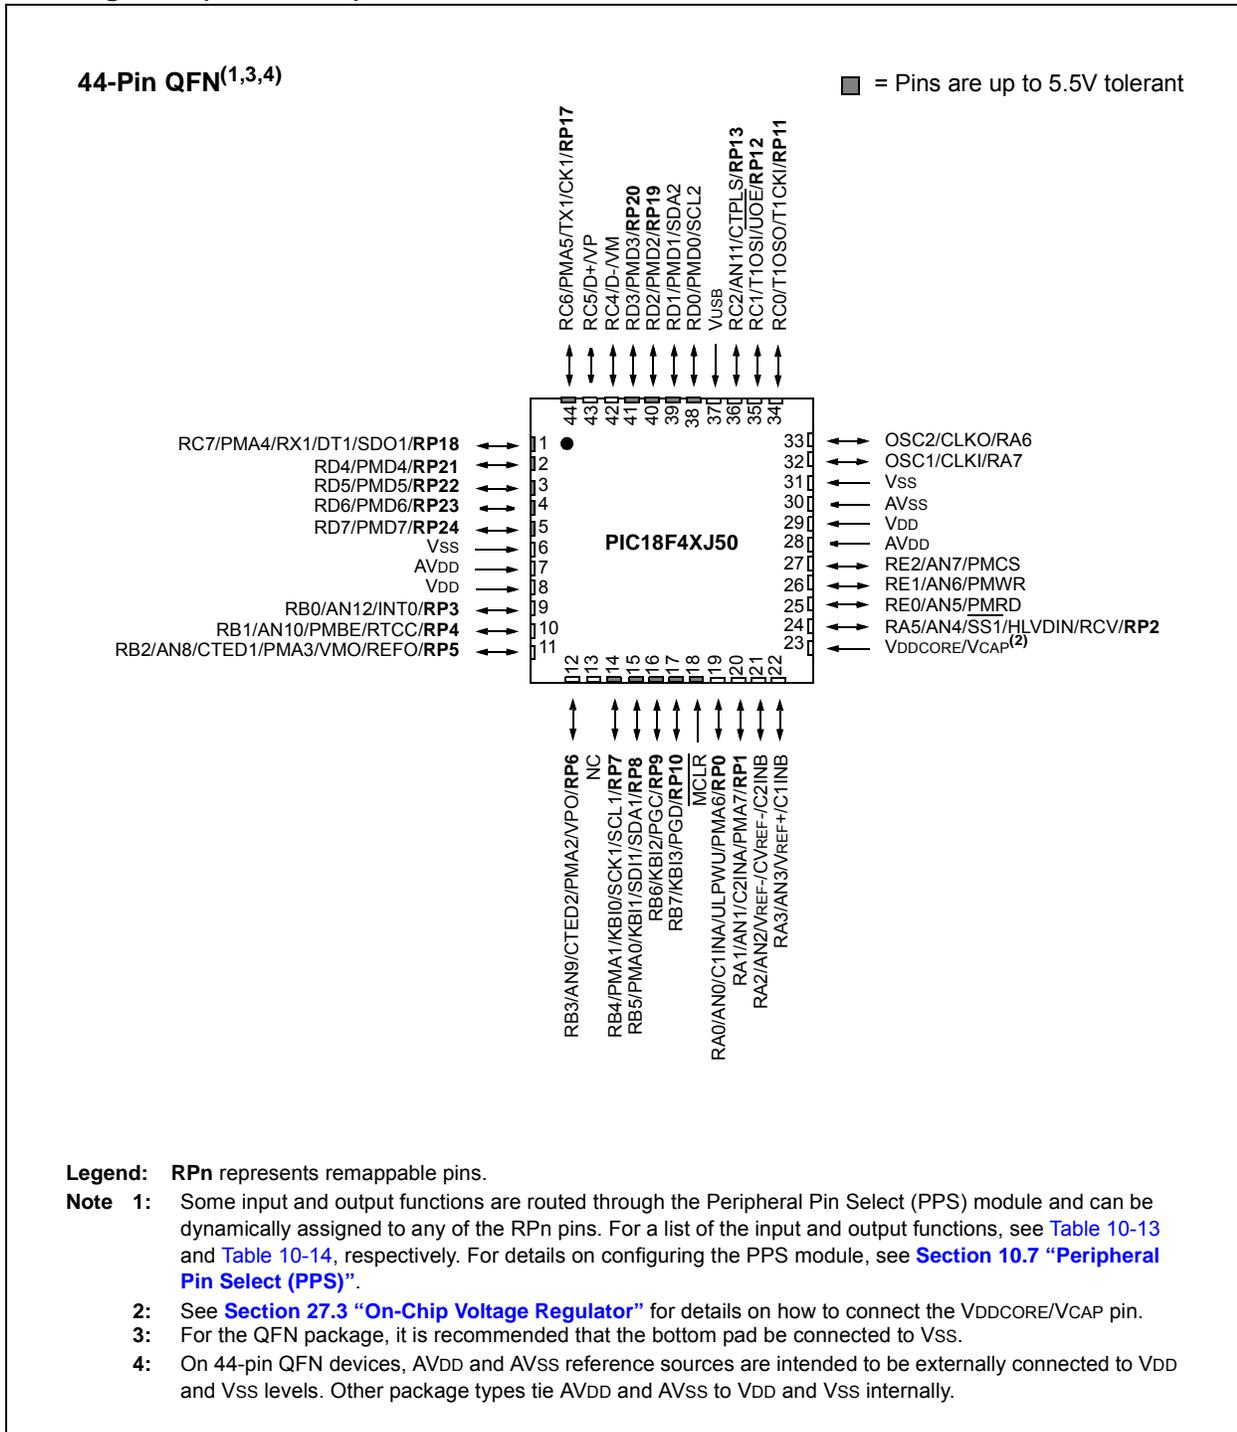 44-Pin QFN(1,3,4)
= Pins are up to 5.5V tolerant
RC6/PMA5/TX1/CK1/RP17
RC5/D+/VP
RC4/D-/VM
RD3/PMD3/RP20
RD2/PMD2/RP19
RD1/PMD1/SDA2
RD0/PMD0/SCL2
VUSB
RC2/AN11/CTPLS/RP13
RC1/T1OSI/UOE/RP12
RC0/T1OSO/T1CKI/RP11
44
43
42
41
40
39
38
37
36
35
34
RC7/PMA4/RX1/DT1/SDO1/RP18
RD4/PMD4/RP21
RD5/PMD5/RP22
RD6/PMD6/RP23
RD7/PMD7/RP24
VSS
AVDD
VDD
RB0/AN12/INT0/RP3
RB1/AN10/PMBE/RTCC/RP4
RB2/AN8/CTED1/PMA3/VMO/REFO/RP5
1
2
3
4
5
6
7
8
9
10
11
PIC18F4XJ50
33
32
31
30
29
28
27
26
25
24
23
OSC2/CLKO/RA6
OSC1/CLKI/RA7
VSS
AVSS
VDD
AVDD
RE2/AN7/PMCS
RE1/AN6/PMWR
RE0/AN5/PMRD
RA5/AN4/SS1/HLVDIN/RCV/RP2
VDDCORE/VCAP(2)
12
13
14
15
16
17
18
19
20
21
22
RB3/AN9/CTED2/PMA2/VPO/RP6
NC
RB4/PMA1/KBI0/SCK1/SCL1/RP7
RB5/PMA0/KBI1/SDI1/SDA1/RP8
RB6/KBI2/PGC/RP9
RB7/KBI3/PGD/RP10
MCLR
RA0/AN0/C1INA/ULPWU/PMA6/RP0
RA1/AN1/C2INA/PMA7/RP1
RA2/AN2/VREF-/CVREF-/C2INB
RA3/AN3/VREF+/C1INB
Legend: RPn represents remappable pins.
Note 1: Some input and output functions are routed through the Peripheral Pin Select (PPS) module and can be
dynamically assigned to any of the RPn pins. For a list of the input and output functions, see Table 10-13
and Table 10-14, respectively. For details on configuring the PPS module, see Section 10.7 “Peripheral
Pin Select (PPS)”.
2: See Section 27.3 “On-Chip Voltage Regulator” for details on how to connect the VDDCORE/VCAP pin.
3: For the QFN package, it is recommended that the bottom pad be connected to VSS.
4: On 44-pin QFN devices, AVDD and AVSS reference sources are intended to be externally connected to VDD
and VSS levels. Other package types tie AVDD and AVSS to VDD and VSS internally.